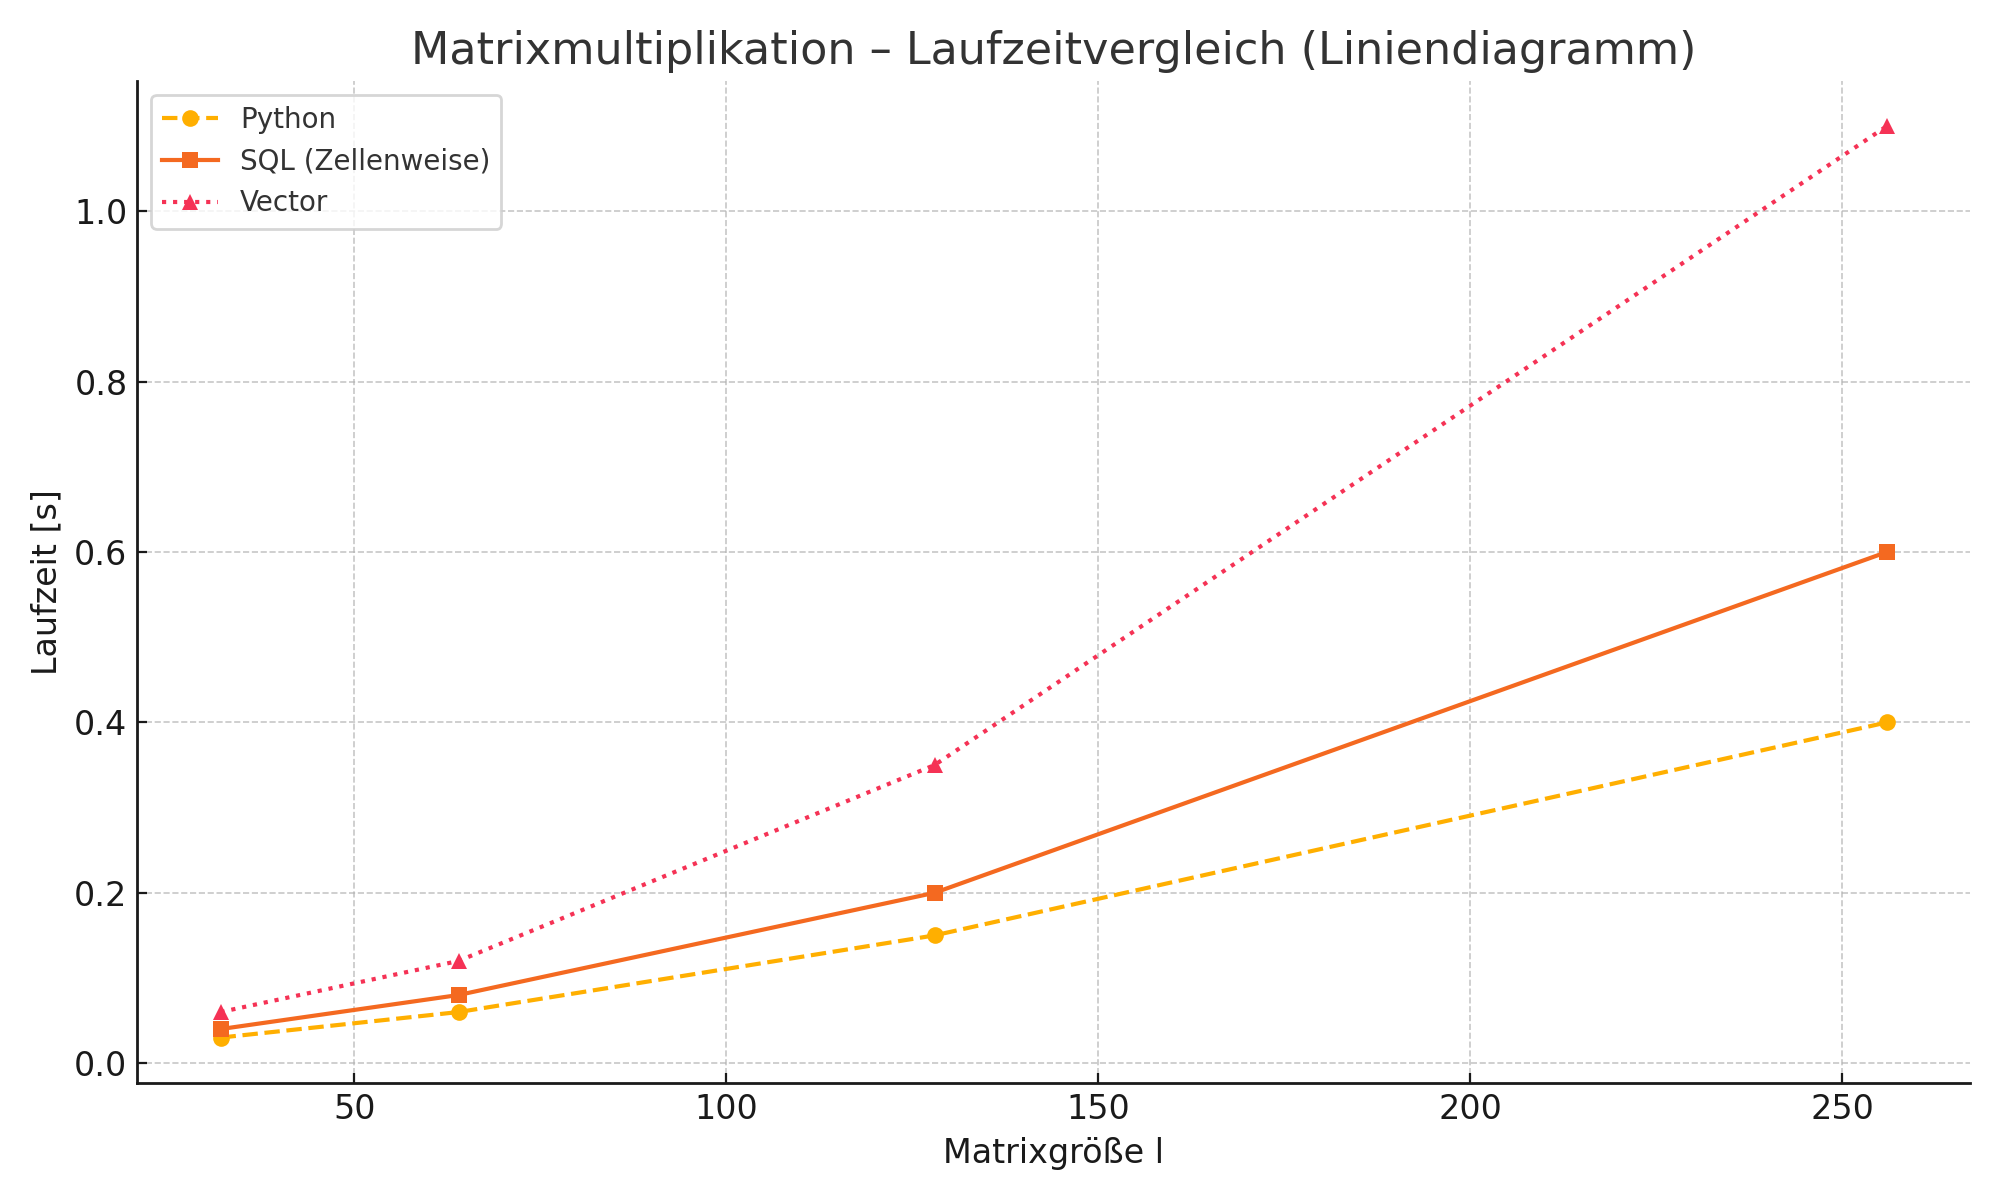 Matrixmultiplikation – Laufzeitvergleich (Liniendiagramm)
Python
SQL (Zellenweise)
Vector
1.0
0.8
0.6
0.4
0.2
0.0
Laufzeit [s]
50 100 150 200 250
Matrixgröße l